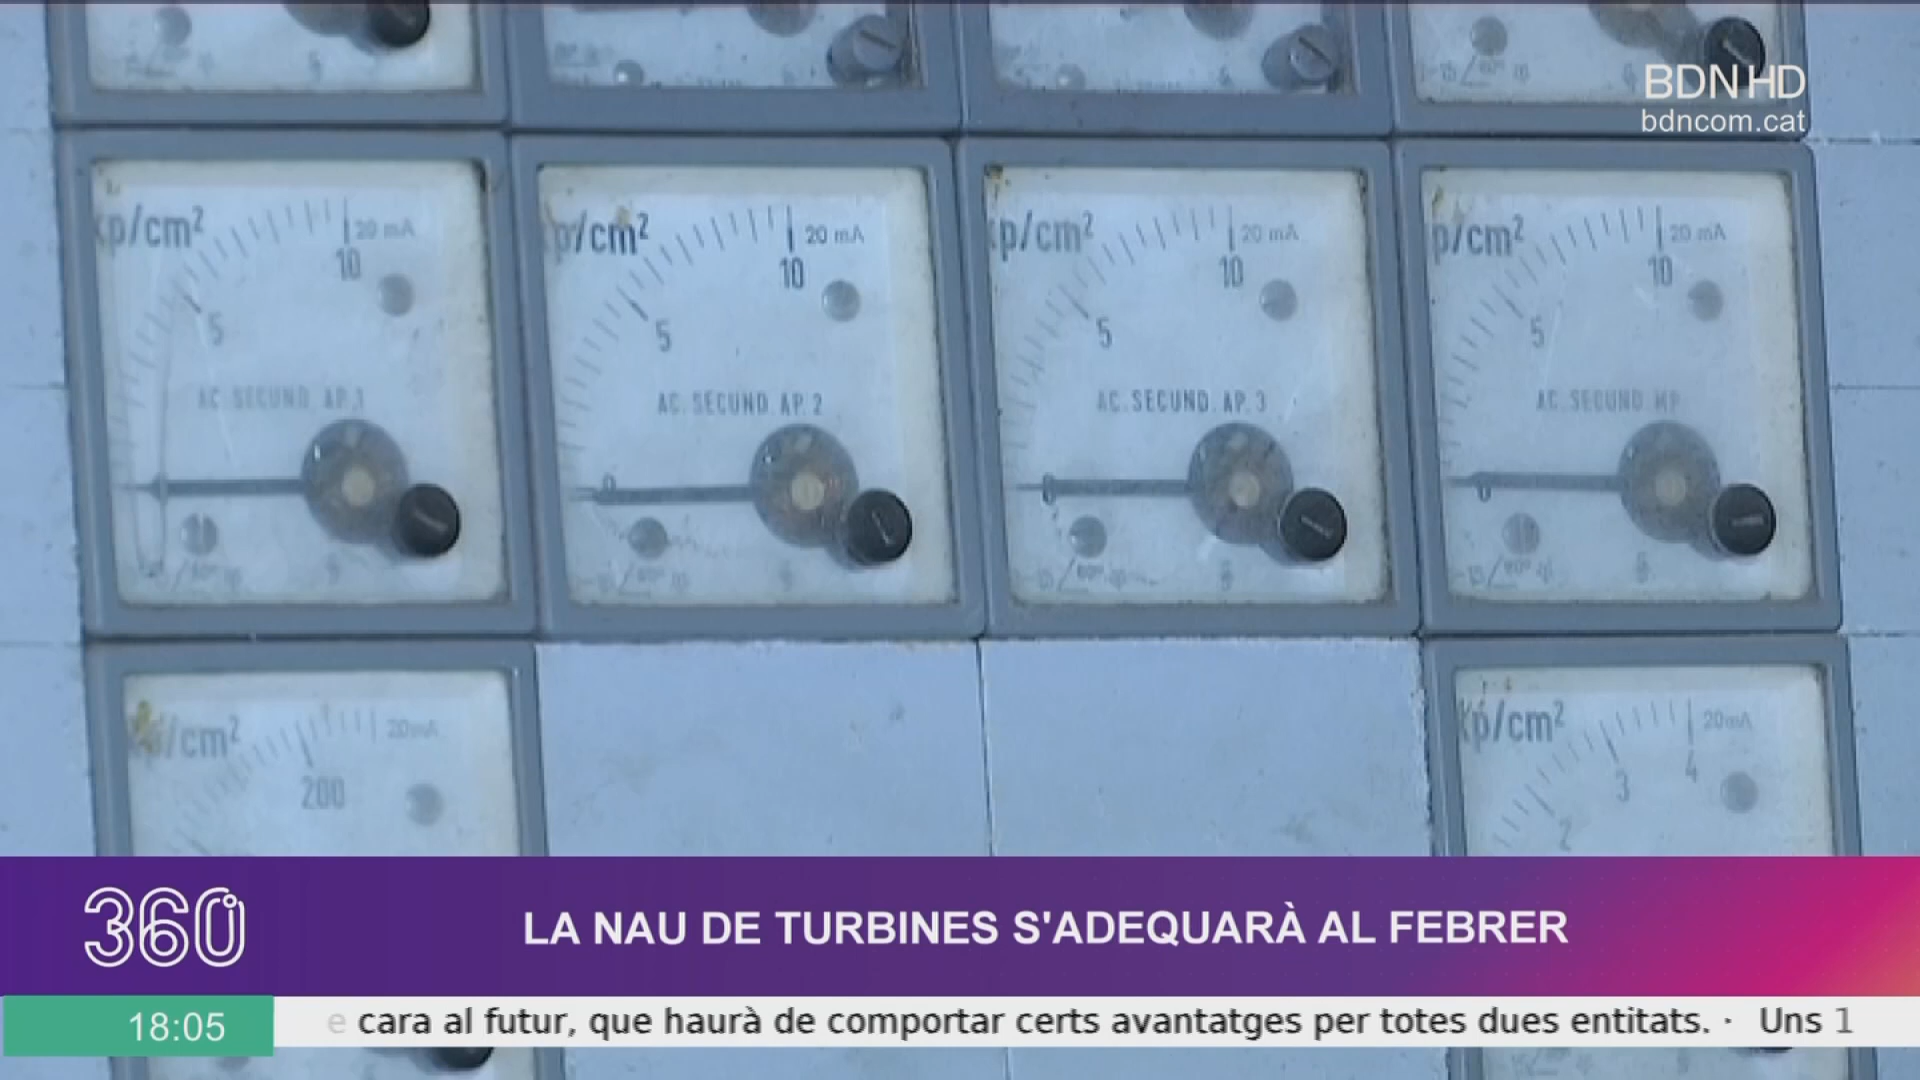 BDN HD
bdncom.cat
kp/cm² 20 mA
10
5
AC. SECUND. AP. 1
p/cm² 20 mA
10
5
AC. SECUND. AP. 2
0
kp/cm² 20 mA
10
5
AC. SECUND. AP. 3
0
p/cm² 20 mA
10
5
AC. SECUND. MP
0
kp/cm² 20mA
200
kp/cm² 20mA
4
3
2
360º
LA NAU DE TURBINES S'ADEQUARÀ AL FEBRER
18:05
e cara al futur, que haurà de comportar certs avantatges per totes dues entitats. · Uns 1